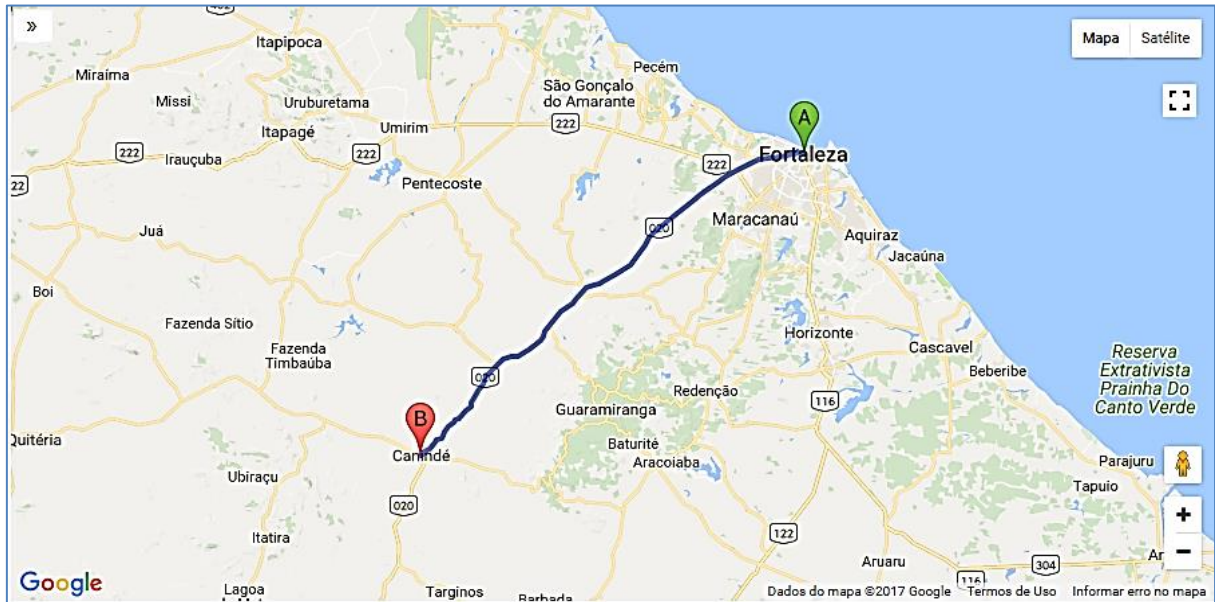 »
Itapipoca
Mapa
Satélite
Miraíma
Pecém
São Gonçalo
do Amarante
Missi
Uruburetama
A
222
Umirim
Itapagé
222
Irauçuba
222
222
Fortaleza
22
Pentecoste
Maracanaú
020
Juá
Aquiraz
Jacaúna
Boi
Fazenda Sítio
Horizonte
Fazenda
Timbaúba
Cascavel
Reserva
Extrativista
Prainha Do
Canto Verde
020
Beberibe
Redenção
116
Guaramiranga
B
Quitéria
Baturité
Canindé
Aracoiaba
Parajuru
Ubiraçu
Tapuio
020
+
Itatira
122
−
Aruaru
304
116
Google
Lagoa
Targinos
Barbada
Dados do mapa ©2017 Google
Termos de Uso
Informar erro no mapa